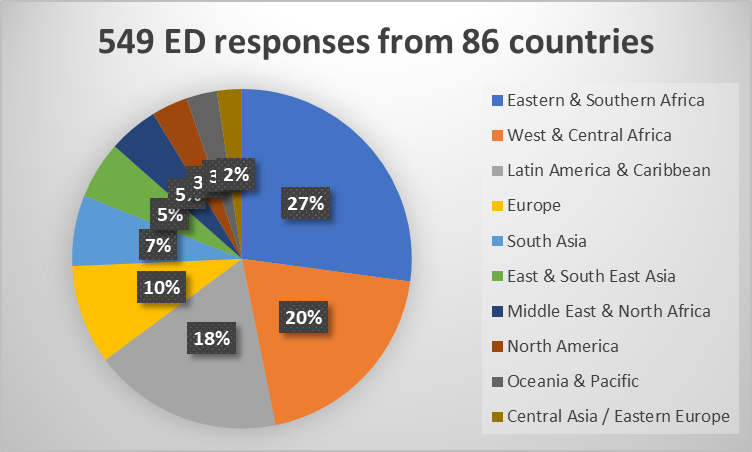 549 ED responses from 86 countries
Eastern & Southern Africa
West & Central Africa
Latin America & Caribbean
Europe
South Asia
East & South East Asia
Middle East & North Africa
North America
Oceania & Pacific
Central Asia / Eastern Europe
27%
20%
18%
10%
7%
5%
5%
3
3
2%